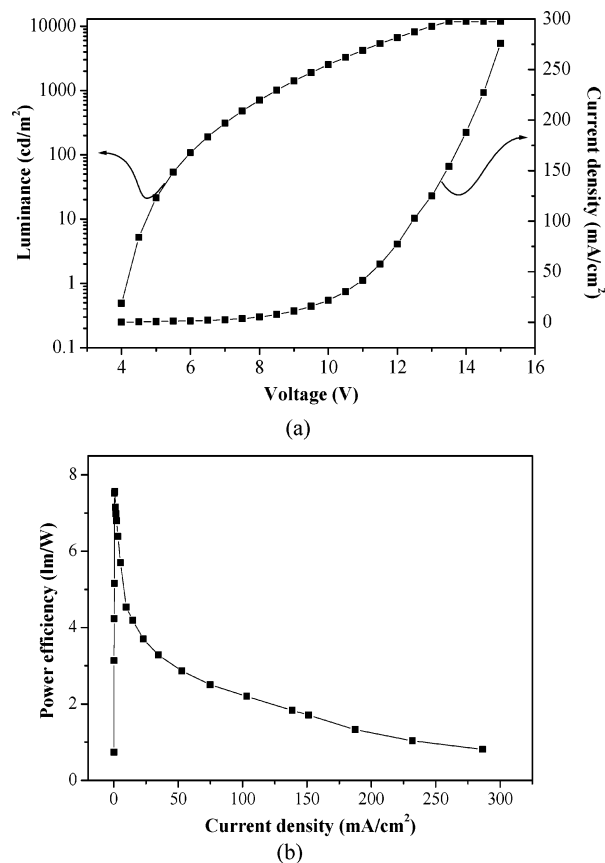 10000
1000
100
10
1
0.1
Luminance (cd/m²)
300
250
200
150
100
50
0
Current density (mA/cm²)
4 6 8 10 12 14 16
Voltage (V)
(a)
8
6
4
2
0
Power efficiency (lm/W)
0 50 100 150 200 250 300
Current density (mA/cm²)
(b)